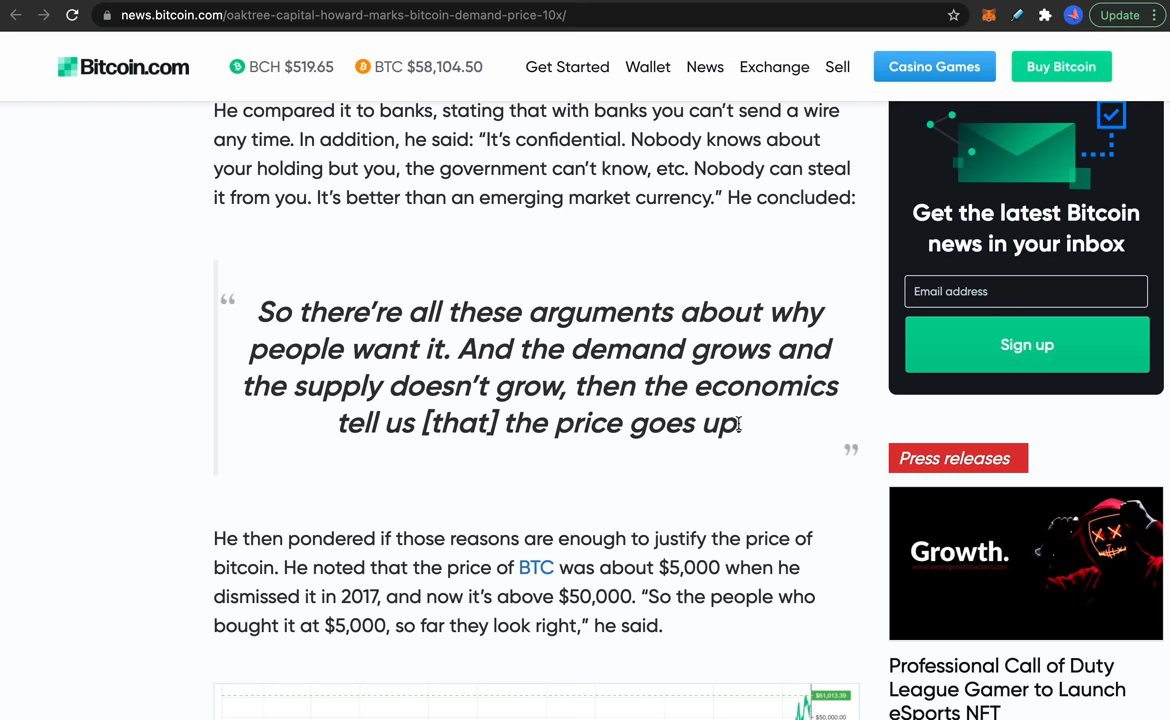 news.bitcoin.com/oaktree-capital-howard-marks-bitcoin-demand-price-10x/
Update
Bitcoin.com
BCH $519.65
BTC $58,104.50
Get Started
Wallet
News
Exchange
Sell
Casino Games
Buy Bitcoin
He compared it to banks, stating that with banks you can’t send a wire
any time. In addition, he said: “It’s confidential. Nobody knows about
your holding but you, the government can’t know, etc. Nobody can steal
it from you. It’s better than an emerging market currency.” He concluded:
“
So there’re all these arguments about why
people want it. And the demand grows and
the supply doesn’t grow, then the economics
tell us [that] the price goes up
”
He then pondered if those reasons are enough to justify the price of
bitcoin. He noted that the price of BTC was about $5,000 when he
dismissed it in 2017, and now it’s above $50,000. “So the people who
bought it at $5,000, so far they look right,” he said.
$61,013.39
$50,000.00
Get the latest Bitcoin
news in your inbox
Email address
Sign up
Press releases
Growth.
Professional Call of Duty
League Gamer to Launch
eSports NFT